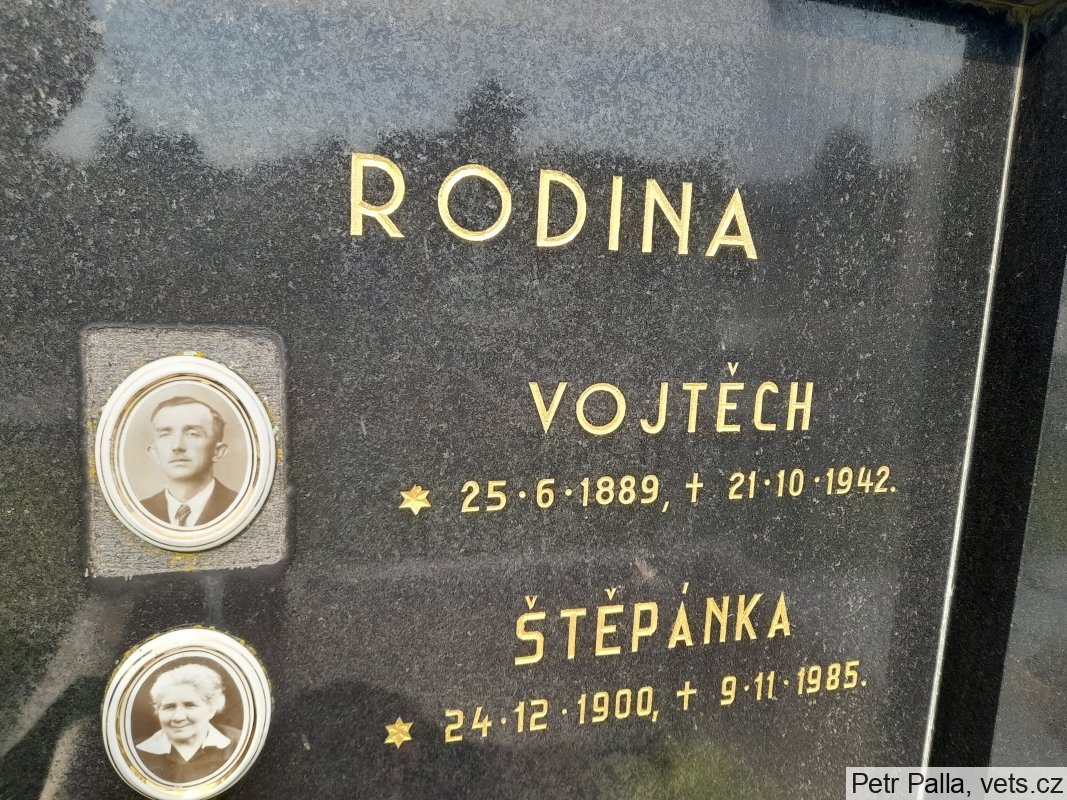 RODINA
VOJTĚCH
* 25·6·1889, † 21·10·1942.
ŠTĚPÁNKA
* 24·12·1900, † 9·11·1985.
Petr Palla, vets.cz